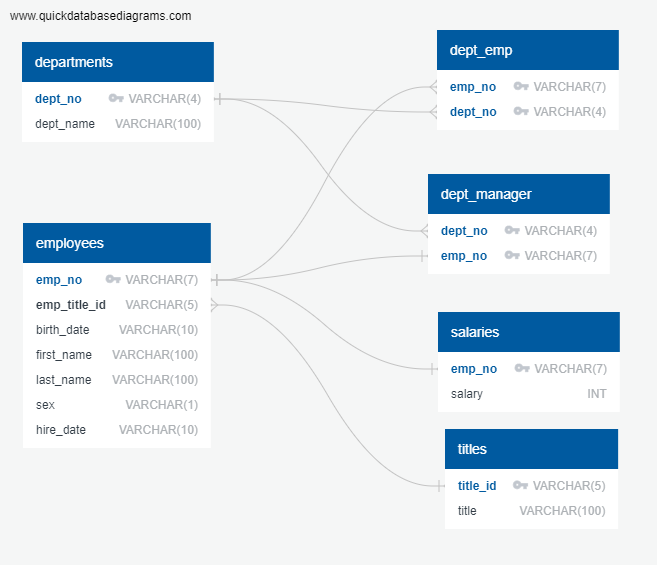 www.quickdatabasediagrams.com
departments
dept_no VARCHAR(4)
dept_name VARCHAR(100)
employees
emp_no VARCHAR(7)
emp_title_id VARCHAR(5)
birth_date VARCHAR(10)
first_name VARCHAR(100)
last_name VARCHAR(100)
sex VARCHAR(1)
hire_date VARCHAR(10)
dept_emp
emp_no VARCHAR(7)
dept_no VARCHAR(4)
dept_manager
dept_no VARCHAR(4)
emp_no VARCHAR(7)
salaries
emp_no VARCHAR(7)
salary INT
titles
title_id VARCHAR(5)
title VARCHAR(100)